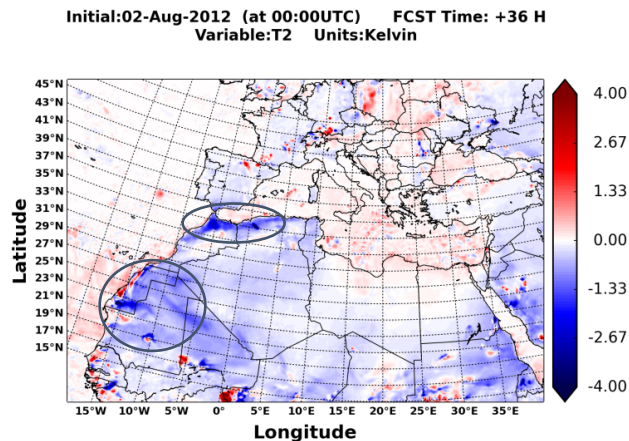 Initial:02-Aug-2012 (at 00:00UTC) FCST Time: +36 H
Variable:T2 Units:Kelvin
45°N
43°N
41°N
39°N
37°N
35°N
33°N
31°N
29°N
27°N
25°N
23°N
21°N
19°N
17°N
15°N
Latitude
15°W 10°W 5°W 0° 5°E 10°E 15°E 20°E 25°E 30°E 35°E
Longitude
4.00
2.67
1.33
0.00
-1.33
-2.67
-4.00